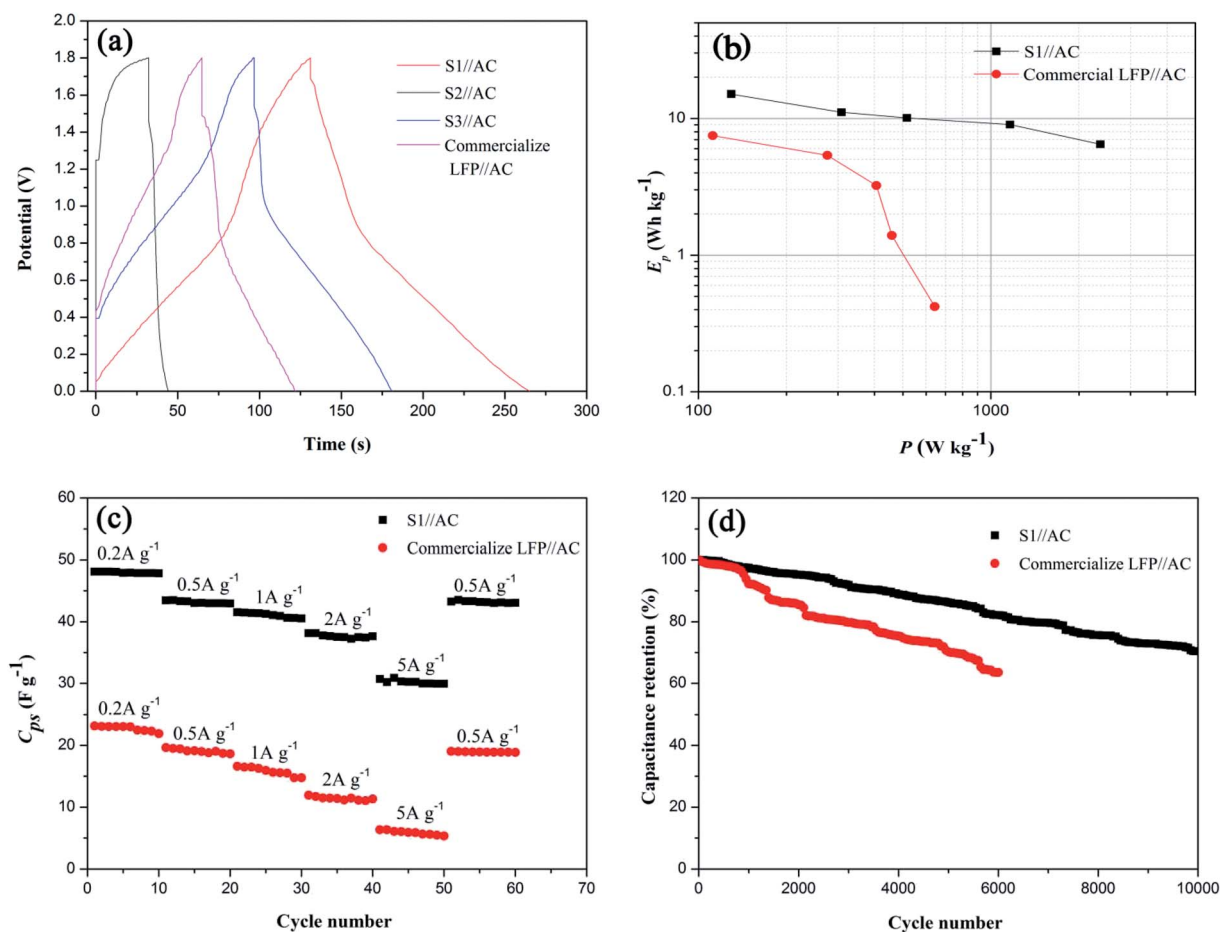 (a)
S1//AC
S2//AC
S3//AC
Commercialize
LFP//AC
2.0
1.8
1.6
1.4
1.2
1.0
0.8
0.6
0.4
0.2
0.0
Potential (V)
0 50 100 150 200 250 300
Time (s)
(b)
S1//AC
Commercial LFP//AC
10
1
0.1
E_p (Wh kg⁻¹)
100 1000
P (W kg⁻¹)
(c)
S1//AC
Commercialize LFP//AC
60
50
40
30
20
10
0
C_ps (F g⁻¹)
0.2A g⁻¹
0.5A g⁻¹
1A g⁻¹
2A g⁻¹
5A g⁻¹
0.5A g⁻¹
0.2A g⁻¹
0.5A g⁻¹
1A g⁻¹
2A g⁻¹
5A g⁻¹
0.5A g⁻¹
0 10 20 30 40 50 60 70
Cycle number
(d)
S1//AC
Commercialize LFP//AC
120
100
80
60
40
20
0
Capacitance retention (%)
0 2000 4000 6000 8000 10000
Cycle number